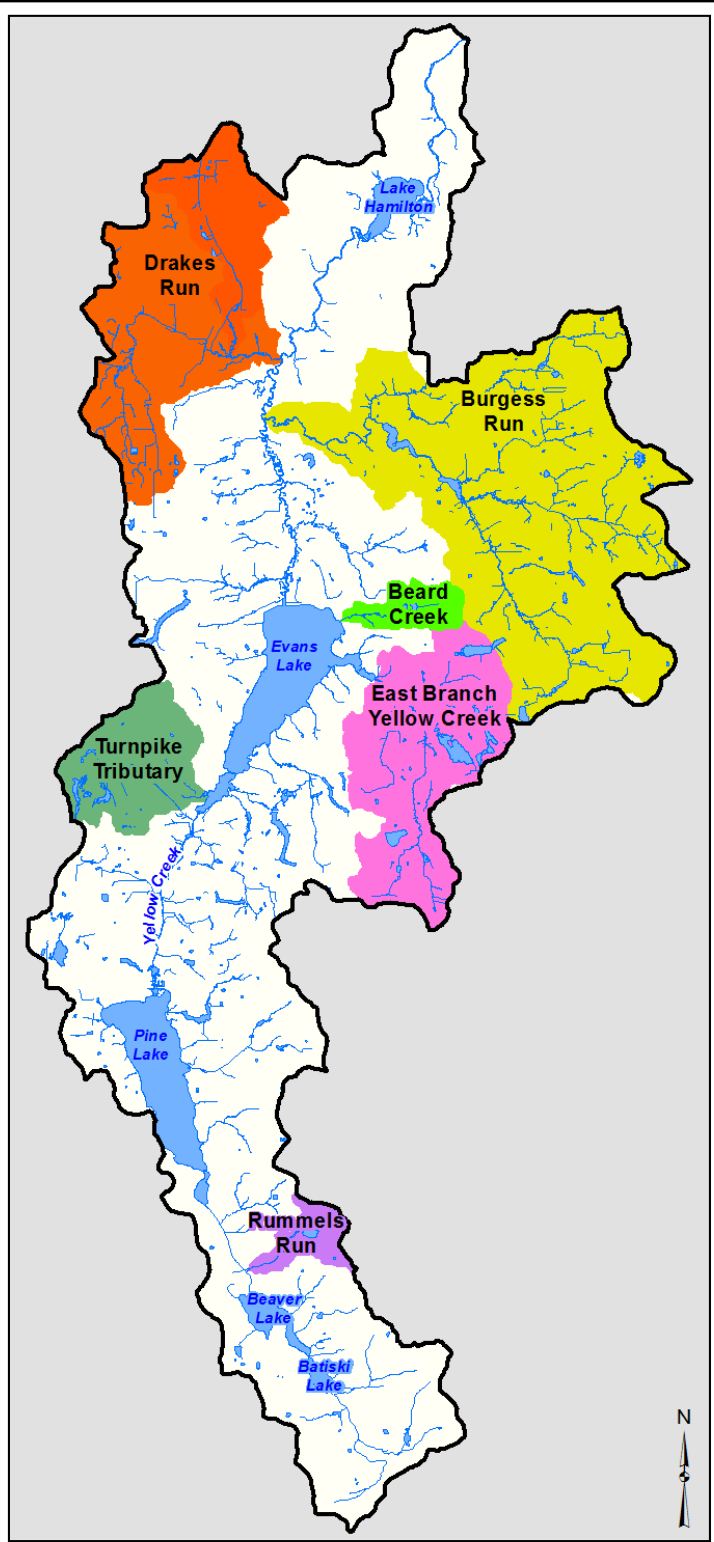 Lake
Hamilton
Drakes
Run
Burgess
Run
Beard
Creek
Evans
Lake
East Branch
Yellow Creek
Turnpike
Tributary
Yellow Creek
Pine
Lake
Rummels
Run
Beaver
Lake
Batiski
Lake
N